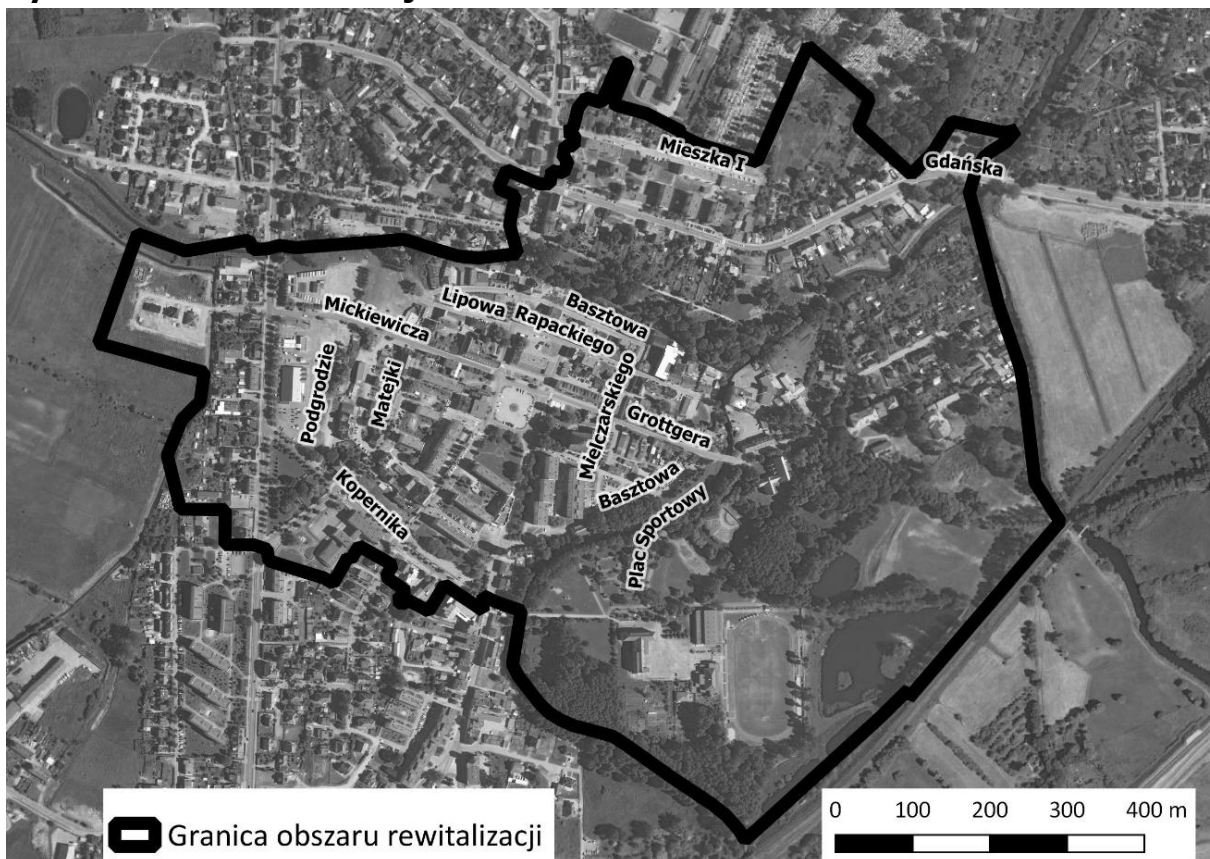 Mieszka I
Gdańska
Basztowa
Lipowa Rapackiego
Mickiewicza
Podgrodzie
Matejki
Mielczarskiego
Grottgera
Basztowa
Kopernika
Plac Sportowy
Granica obszaru rewitalizacji
0 100 200 300 400 m